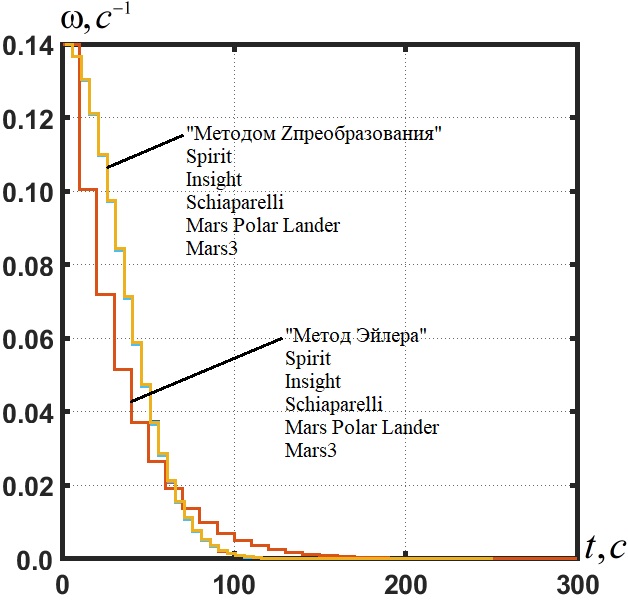 ω, c⁻¹
0.14
0.12
"Методом Zпреобразования"
Spirit
Insight
Schiaparelli
Mars Polar Lander
Mars3
0.10
0.08
0.06
"Метод Эйлера"
Spirit
Insight
Schiaparelli
Mars Polar Lander
Mars3
0.04
0.02
0.0
t, c
0 100 200 300